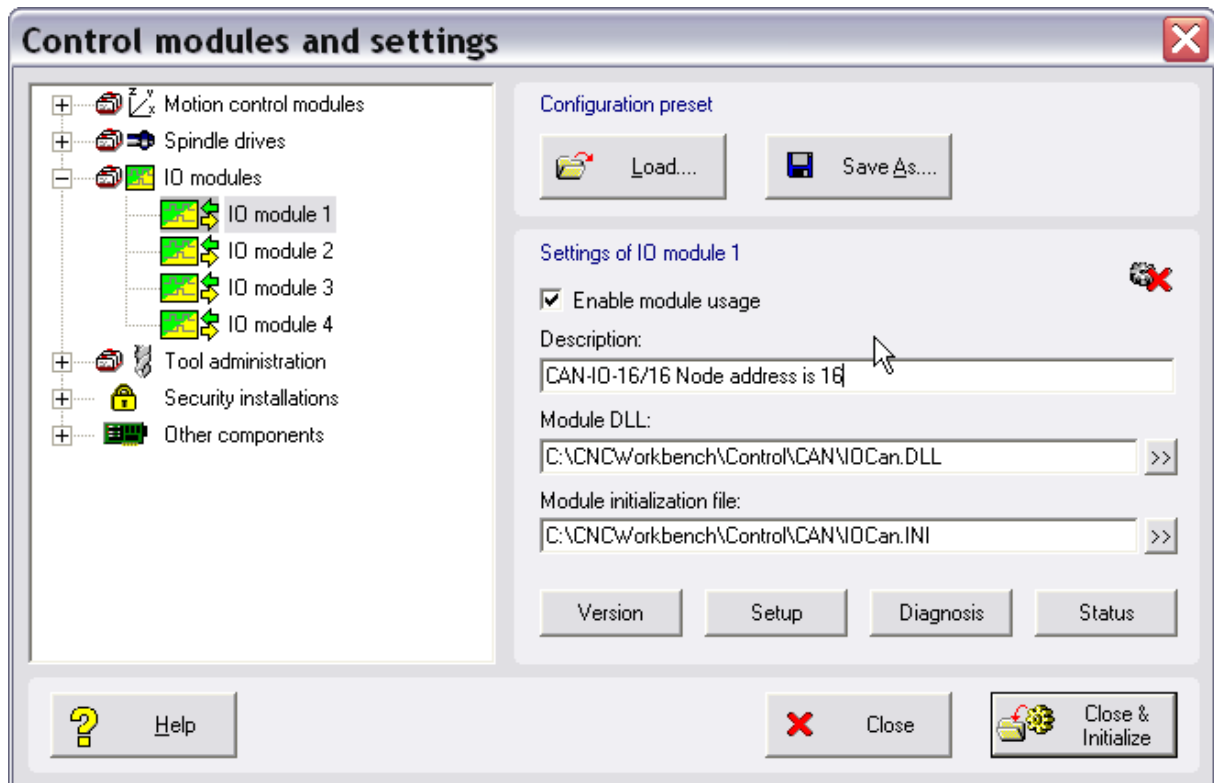 Control modules and settings
Motion control modules
Spindle drives
IO modules
IO module 1
IO module 2
IO module 3
IO module 4
Tool administration
Security installations
Other components
Configuration preset
Load....
Save As....
Settings of IO module 1
Enable module usage
Description:
CAN-IO-16/16 Node address is 16
Module DLL:
C:\CNCWorkbench\Control\CAN\IOCan.DLL
>>
Module initialization file:
C:\CNCWorkbench\Control\CAN\IOCan.INI
>>
Version
Setup
Diagnosis
Status
Help
Close
Close &
Initialize